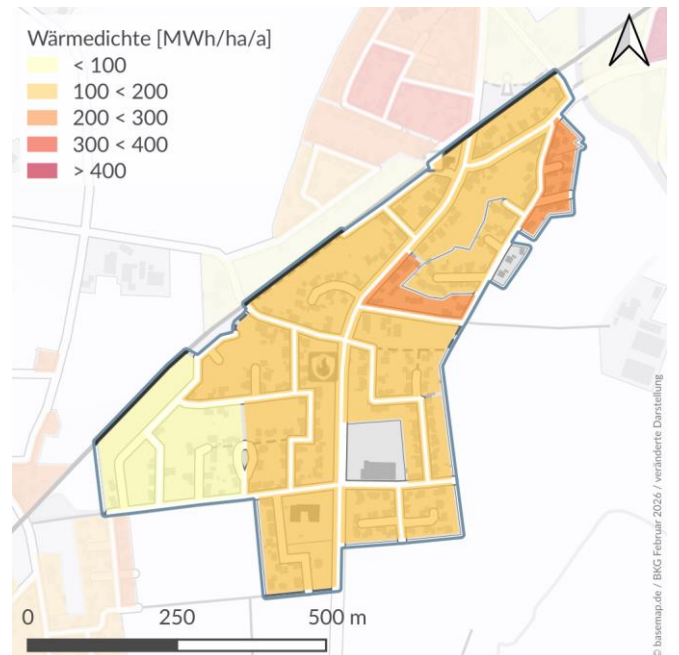 Wärmedichte [MWh/ha/a]
< 100
100 < 200
200 < 300
300 < 400
> 400
0 250 500 m
© basemap.de / BKG Februar 2026 / veränderte Darstellung